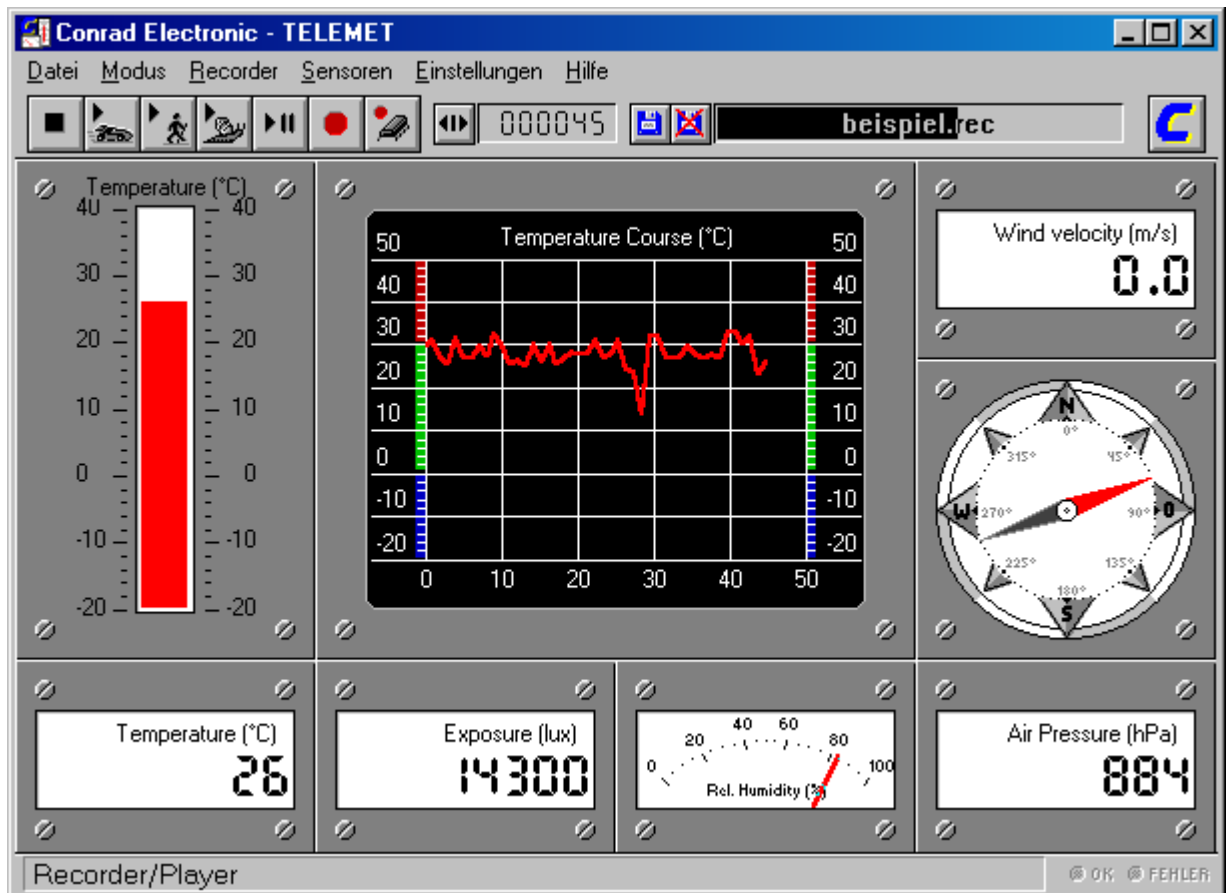 Conrad Electronic - TELEMET
Datei Modus Recorder Sensoren Einstellungen Hilfe
000045 beispiel.rec
Temperature (°C)
40 40
30 30
20 20
10 10
0 0
-10 -10
-20 -20
Temperature Course (°C)
50 50
40 40
30 30
20 20
10 10
0 0
-10 -10
-20 -20
0 10 20 30 40 50
Wind velocity (m/s)
0.0
N
0°
315° 45°
W 270° 90° O
225° 135°
180°
S
Temperature (°C)
26
Exposure (lux)
14300
0 20 40 60 80 100
Rel. Humidity (%)
Air Pressure (hPa)
884
Recorder/Player
OK FEHLER